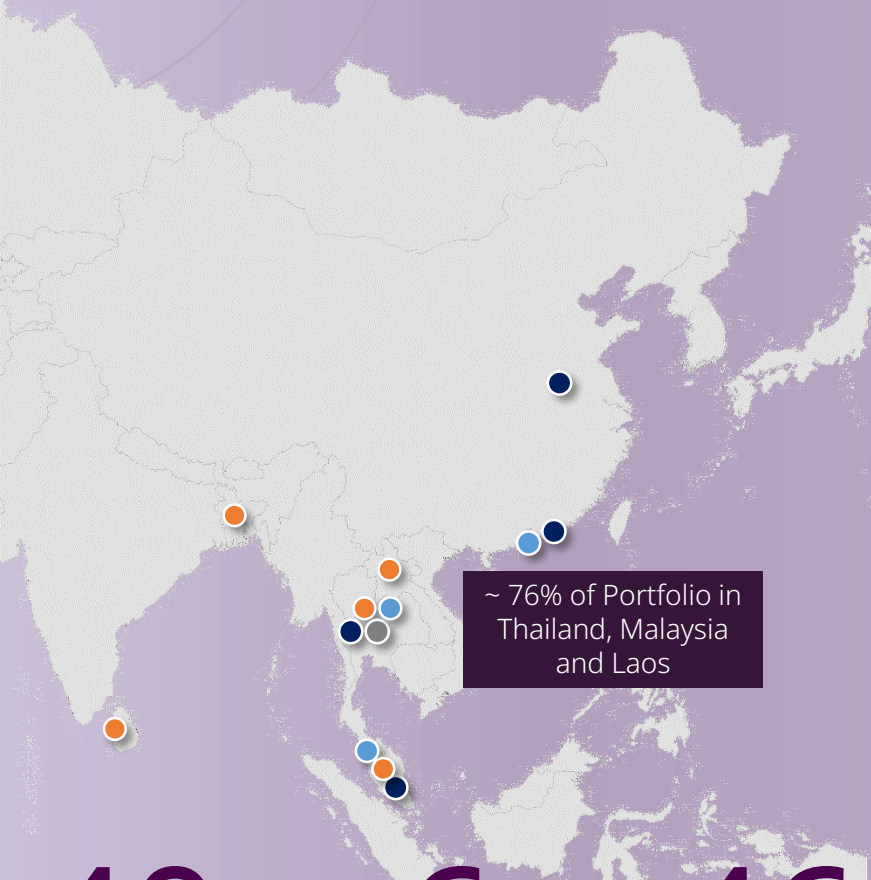 ~ 76% of Portfolio in
Thailand, Malaysia
and Laos